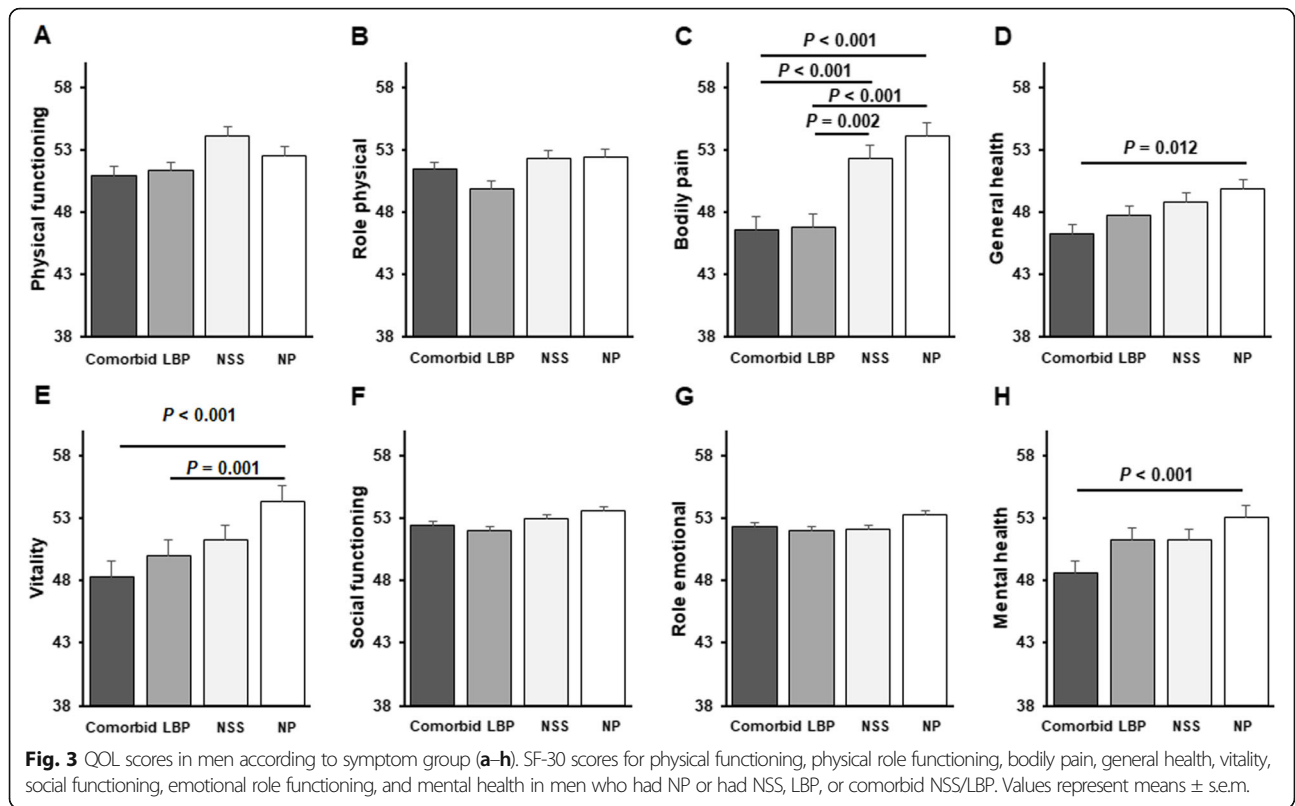 A
B
C
D
P < 0.001
P < 0.001
P < 0.001
P = 0.002
P = 0.012
Physical functioning
58
53
48
43
38
Comorbid LBP NSS NP
Role physical
58
53
48
43
38
Comorbid LBP NSS NP
Bodily pain
58
53
48
43
38
Comorbid LBP NSS NP
General health
58
53
48
43
38
Comorbid LBP NSS NP
E
F
G
H
P < 0.001
P = 0.001
P < 0.001
Vitality
58
53
48
43
38
Comorbid LBP NSS NP
Social functioning
58
53
48
43
38
Comorbid LBP NSS NP
Role emotional
58
53
48
43
38
Comorbid LBP NSS NP
Mental health
58
53
48
43
38
Comorbid LBP NSS NP
Fig. 3 QOL scores in men according to symptom group (a–h). SF-30 scores for physical functioning, physical role functioning, bodily pain, general health, vitality,
social functioning, emotional role functioning, and mental health in men who had NP or had NSS, LBP, or comorbid NSS/LBP. Values represent means ± s.e.m.